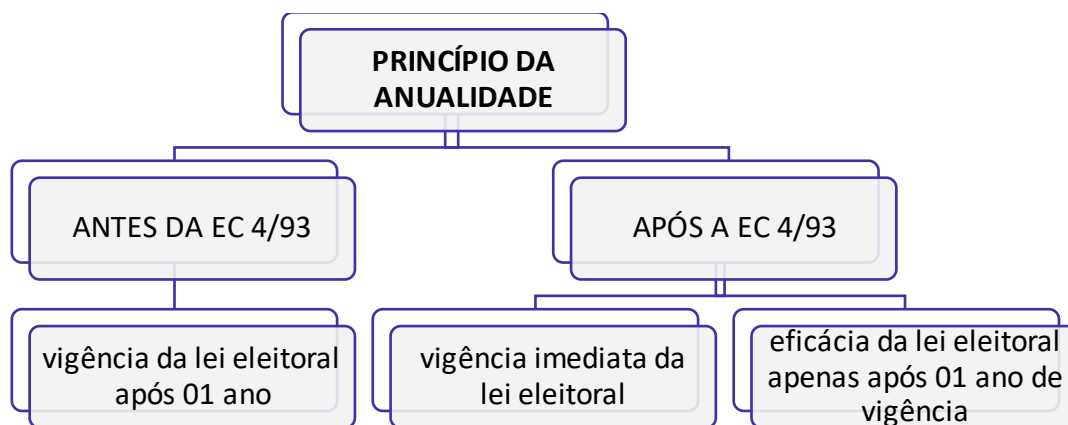 PRINCÍPIO DA
ANUALIDADE
ANTES DA EC 4/93
APÓS A EC 4/93
vigência da lei eleitoral
após 01 ano
vigência imediata da
lei eleitoral
eficácia da lei eleitoral
apenas após 01 ano de
vigência